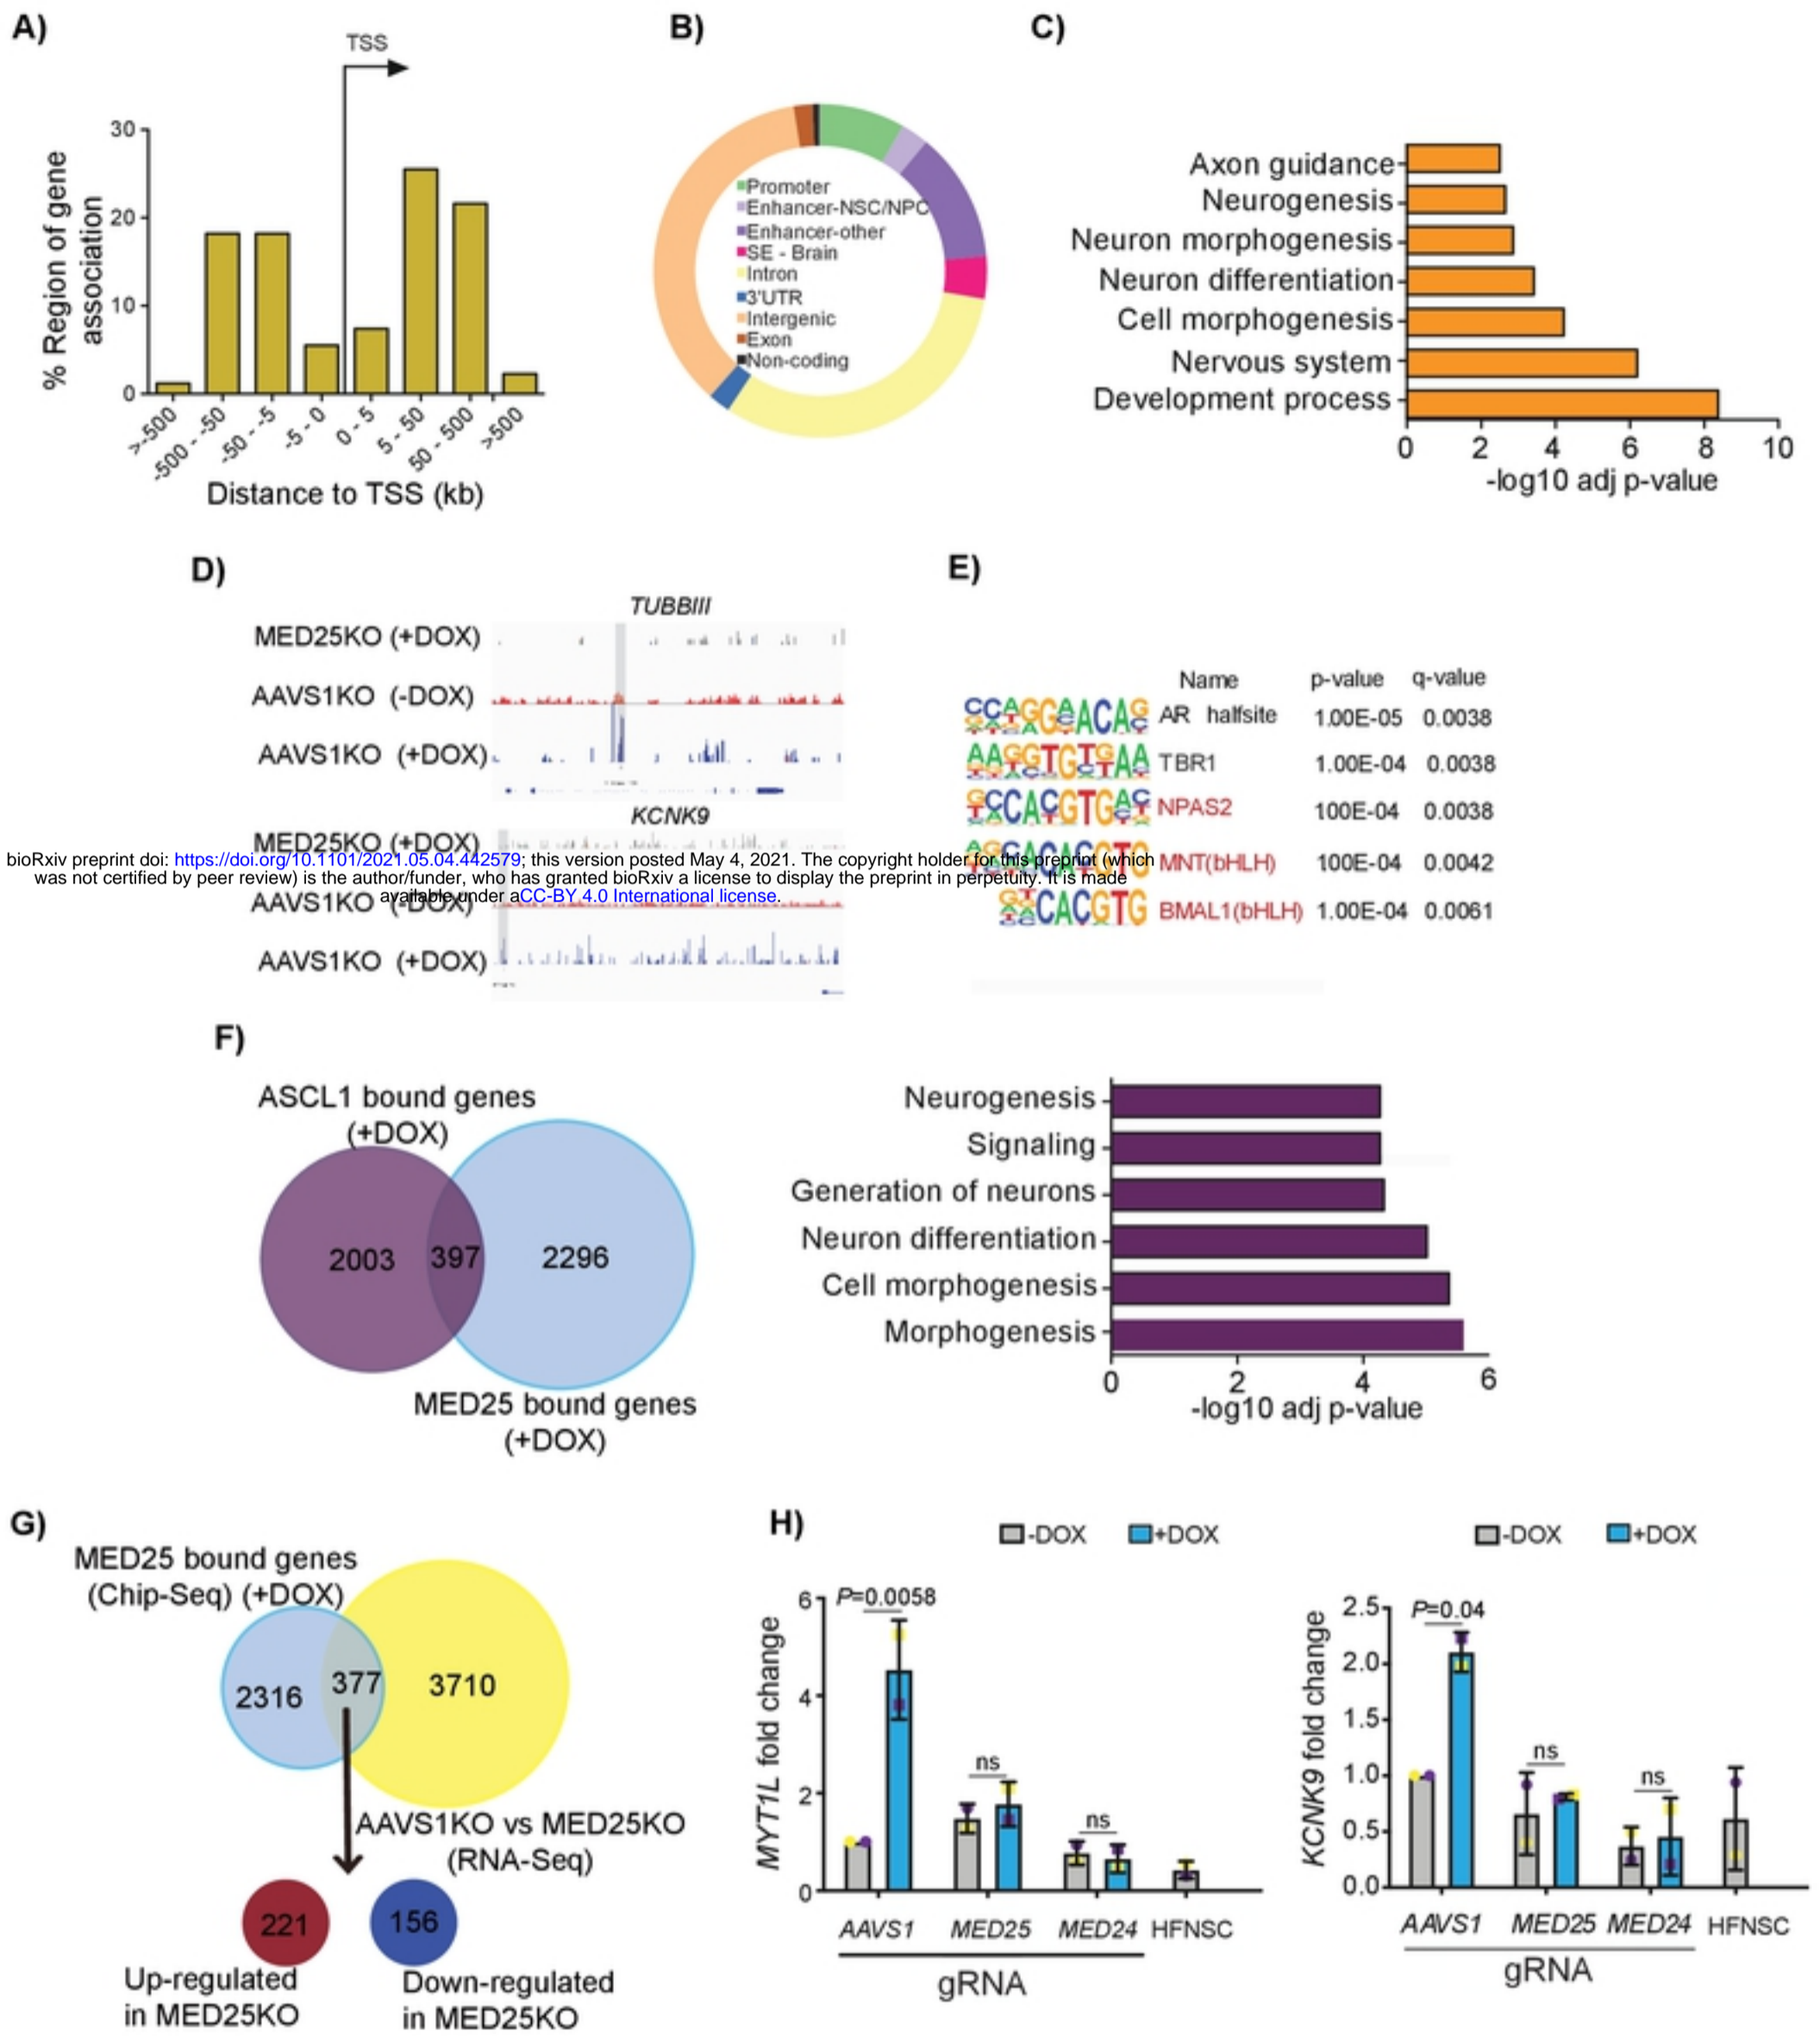 A)
TSS
30
20
10
0
% Region of gene
association
>-500
-500 - -50
-50 - -5
-5 - 0
0 - 5
5 - 50
50 - 500
>500
Distance to TSS (kb)
B)
Promoter
Enhancer-NSC/NPC
Enhancer-other
SE - Brain
Intron
3'UTR
Intergenic
Exon
Non-coding
C)
Axon guidance
Neurogenesis
Neuron morphogenesis
Neuron differentiation
Cell morphogenesis
Nervous system
Development process
0 2 4 6 8 10
-log10 adj p-value
D)
TUBBIII
MED25KO (+DOX)
AAVS1KO (-DOX)
AAVS1KO (+DOX)
KCNK9
MED25KO (+DOX)
AAVS1KO (-DOX)
AAVS1KO (+DOX)
bioRxiv preprint doi: https://doi.org/10.1101/2021.05.04.442579; this version posted May 4, 2021. The copyright holder for this preprint (which
was not certified by peer review) is the author/funder, who has granted bioRxiv a license to display the preprint in perpetuity. It is made
available under aCC-BY 4.0 International license.
E)
Name p-value q-value
AR halfsite 1.00E-05 0.0038
TBR1 1.00E-04 0.0038
NPAS2 100E-04 0.0038
MNT(bHLH) 100E-04 0.0042
BMAL1(bHLH) 1.00E-04 0.0061
F)
ASCL1 bound genes
(+DOX)
2003 397 2296
MED25 bound genes
(+DOX)
Neurogenesis
Signaling
Generation of neurons
Neuron differentiation
Cell morphogenesis
Morphogenesis
0 2 4 6
-log10 adj p-value
G)
MED25 bound genes
(Chip-Seq) (+DOX)
2316 377 3710
AAVS1KO vs MED25KO
(RNA-Seq)
221 156
Up-regulated
in MED25KO
Down-regulated
in MED25KO
H)
-DOX +DOX
P=0.0058
6
4
2
0
MYT1L fold change
ns
ns
AAVS1 MED25 MED24 HFNSC
gRNA
-DOX +DOX
P=0.04
2.5
2.0
1.5
1.0
0.5
0.0
KCNK9 fold change
ns
ns
AAVS1 MED25 MED24 HFNSC
gRNA